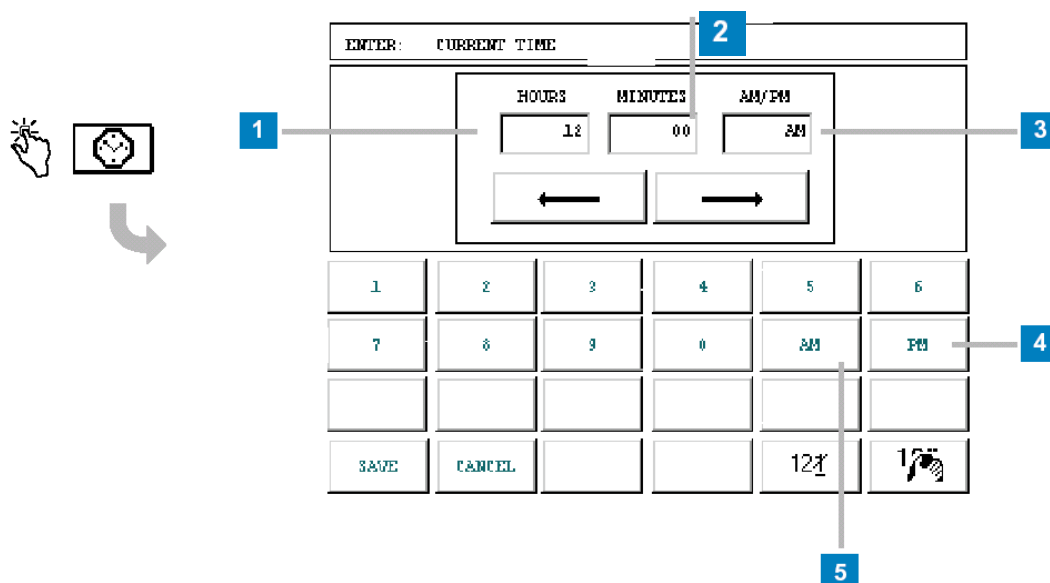 2
ENTER: CURRENT TIME
HOURS MINUTES AM/PM
1 12 00 AM 3
1 2 3 4 5 6
7 8 9 0 AM PM 4
SAVE CANCEL 121
5